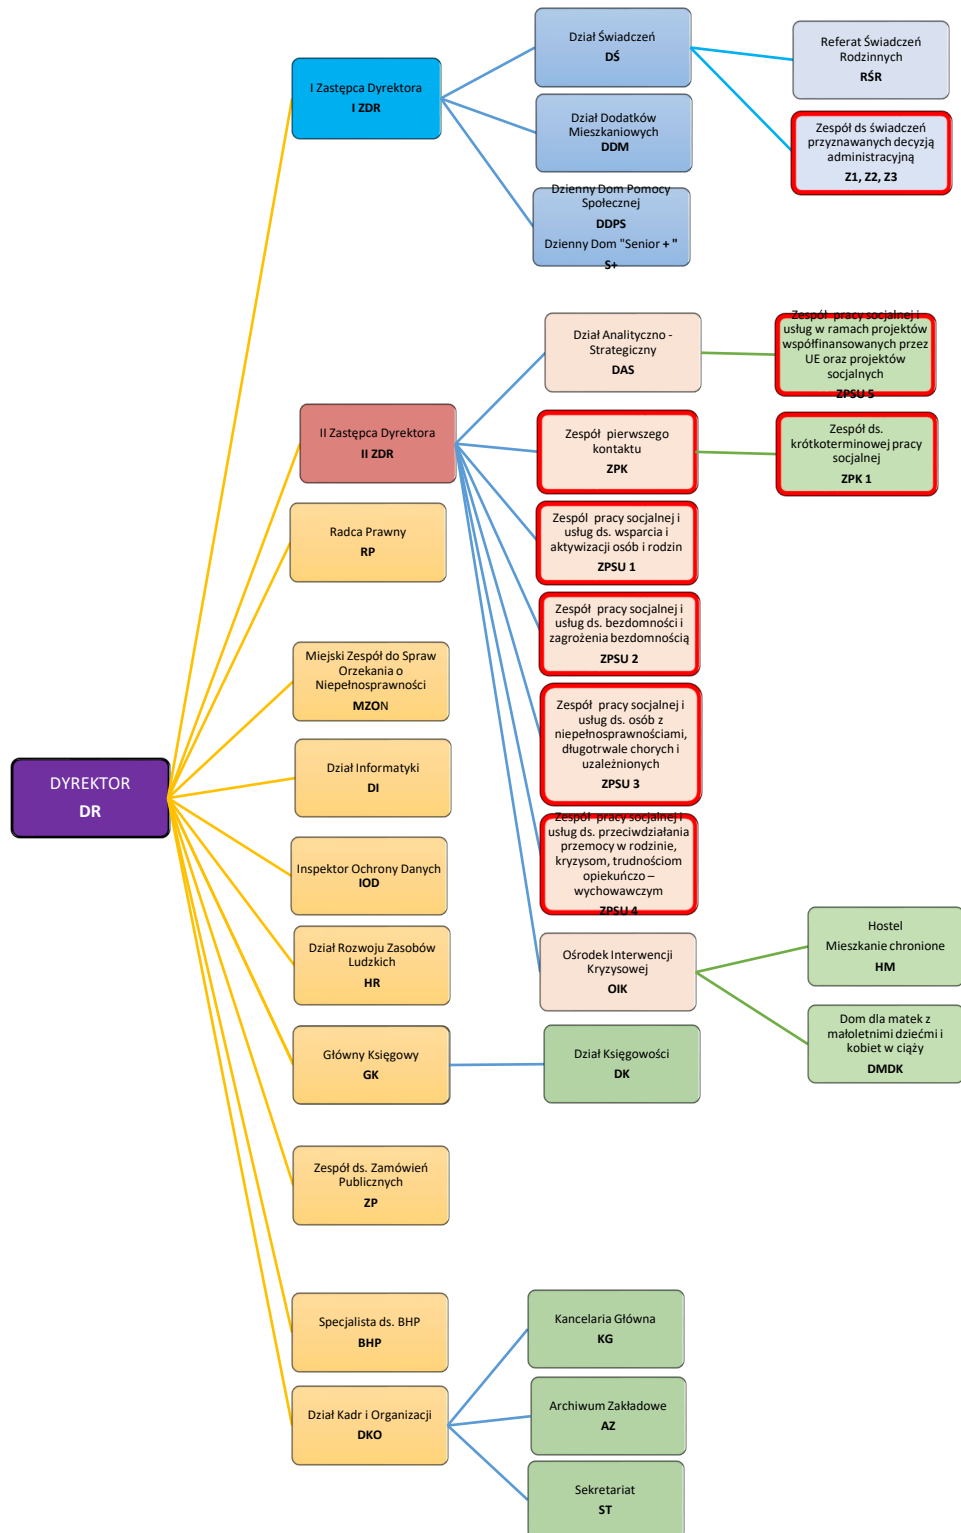 DYREKTOR
DR
I Zastępca Dyrektora
I ZDR
Dział Świadczeń
DŚ
Referat Świadczeń
Rodzinnych
RŚR
Zespół ds świadczeń
przyznawanych decyzją
administracyjną
Z1, Z2, Z3
Dział Dodatków
Mieszkaniowych
DDM
Dzienny Dom Pomocy
Społecznej
DDPS
Dzienny Dom "Senior + "
S+
II Zastępca Dyrektora
II ZDR
Dział Analityczno -
Strategiczny
DAS
Zespół pracy socjalnej i
usług w ramach projektów
współfinansowanych przez
UE oraz projektów
socjalnych
ZPSU 5
Zespół pierwszego
kontaktu
ZPK
Zespół ds.
krótkoterminowej pracy
socjalnej
ZPK 1
Zespól pracy socjalnej i
usług ds. wsparcia i
aktywizacji osób i rodzin
ZPSU 1
Zespół pracy socjalnej i
usług ds. bezdomności i
zagrożenia bezdomnością
ZPSU 2
Zespół pracy socjalnej i
usług ds. osób z
niepełnosprawnościami,
długotrwale chorych i
uzależnionych
ZPSU 3
Zespół pracy socjalnej i
usług ds. przeciwdziałania
przemocy w rodzinie,
kryzysom, trudnościom
opiekuńczo –
wychowawczym
ZPSU 4
Ośrodek Interwencji
Kryzysowej
OIK
Hostel
Mieszkanie chronione
HM
Dom dla matek z
małoletnimi dziećmi i
kobiet w ciąży
DMDK
Radca Prawny
RP
Miejski Zespół do Spraw
Orzekania o
Niepełnosprawności
MZON
Dział Informatyki
DI
Inspektor Ochrony Danych
IOD
Dział Rozwoju Zasobów
Ludzkich
HR
Główny Księgowy
GK
Dział Księgowości
DK
Zespół ds. Zamówień
Publicznych
ZP
Specjalista ds. BHP
BHP
Dział Kadr i Organizacji
DKO
Kancelaria Główna
KG
Archiwum Zakładowe
AZ
Sekretariat
ST